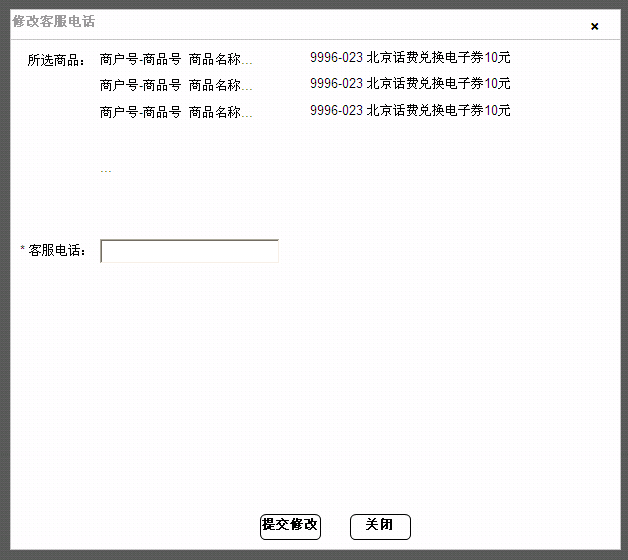 修改客服电话 ×
所选商品： 商户号-商品号 商品名称... 9996-023 北京话费兑换电子券10元
商户号-商品号 商品名称... 9996-023 北京话费兑换电子券10元
商户号-商品号 商品名称... 9996-023 北京话费兑换电子券10元
...
* 客服电话：
提交修改 关闭